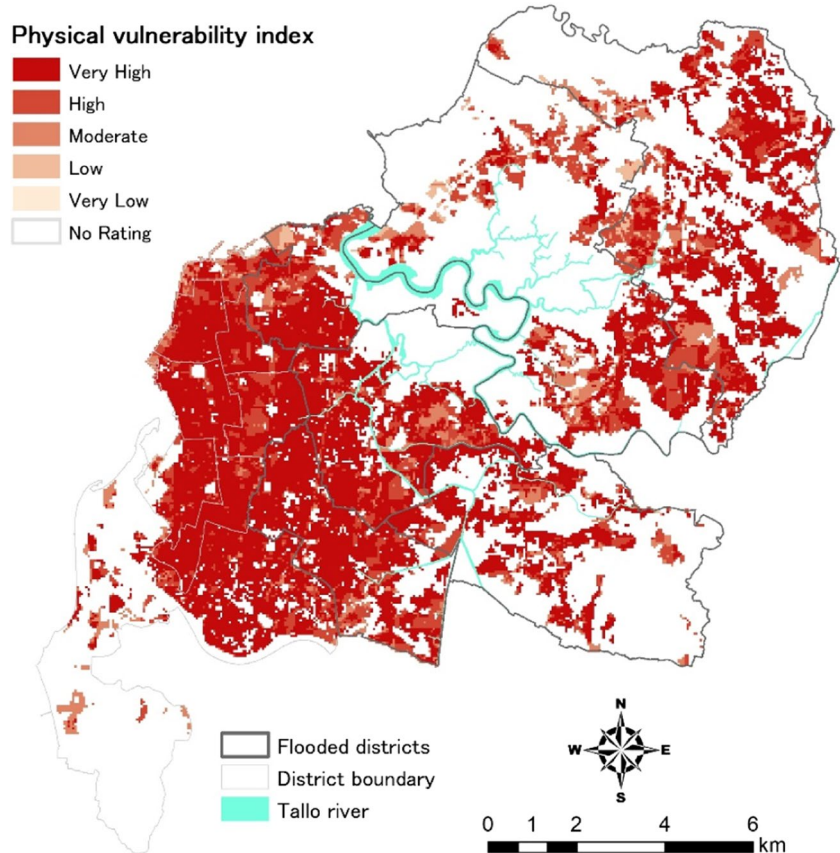 Physical vulnerability index
Very High
High
Moderate
Low
Very Low
No Rating
Flooded districts
District boundary
Tallo river
N
W E
S
0 1 2 4 6
km